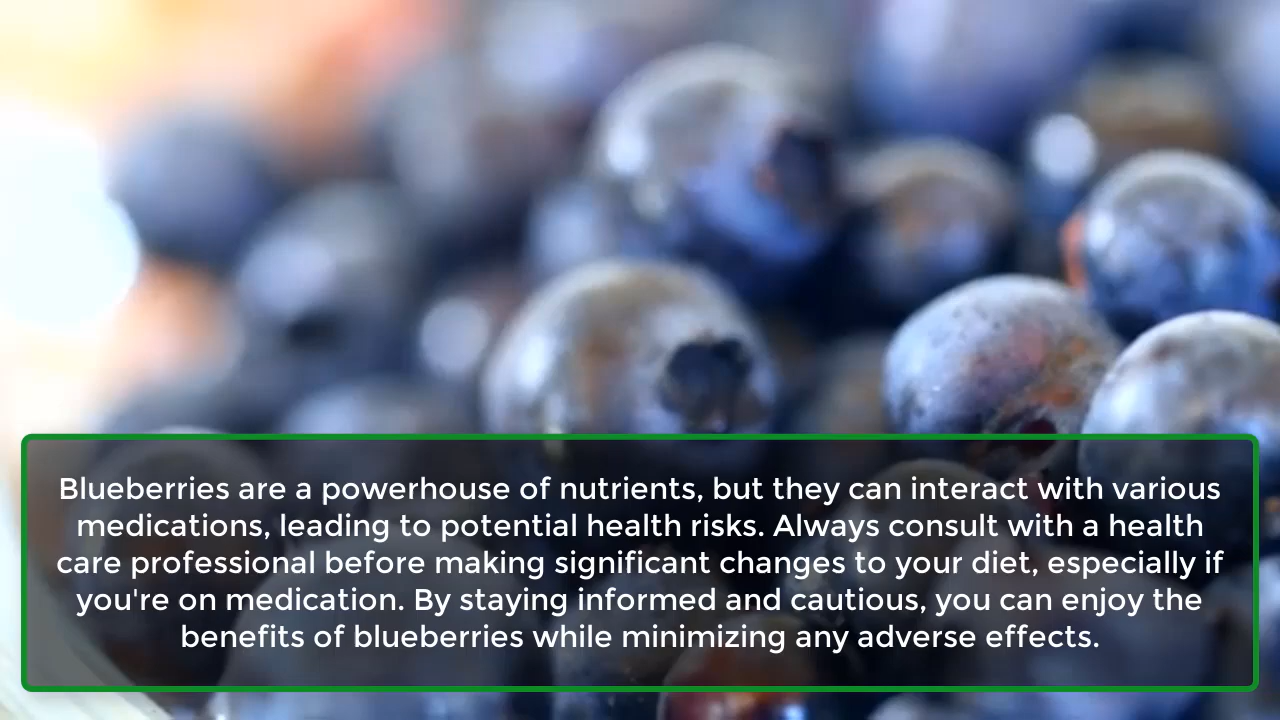 Blueberries are a powerhouse of nutrients, but they can interact with various
medications, leading to potential health risks. Always consult with a health
care professional before making significant changes to your diet, especially if
you're on medication. By staying informed and cautious, you can enjoy the
benefits of blueberries while minimizing any adverse effects.